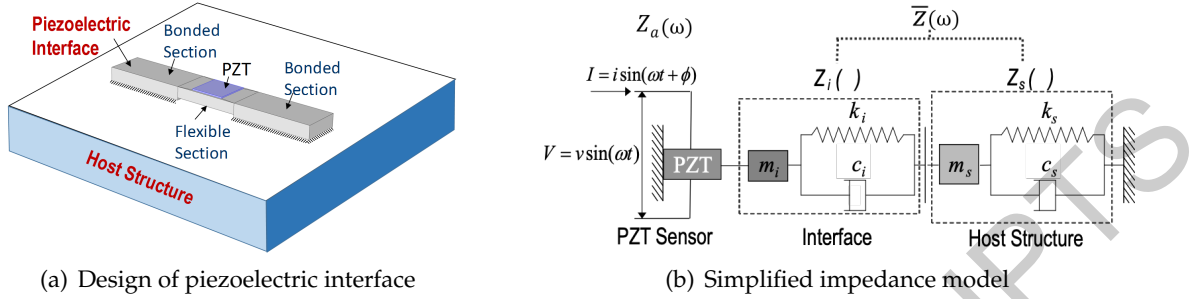 Piezoelectric
Interface
Bonded
Section
PZT
Bonded
Section
Flexible
Section
Host Structure
(a) Design of piezoelectric interface
Z_a(ω)
Z̅(ω)
I = i sin(ωt + ϕ)
Z_i( )
Z_s( )
k_i
k_s
V = v sin(ωt)
PZT
m_i
c_i
m_s
c_s
PZT Sensor
Interface
Host Structure
(b) Simplified impedance model
IPTS